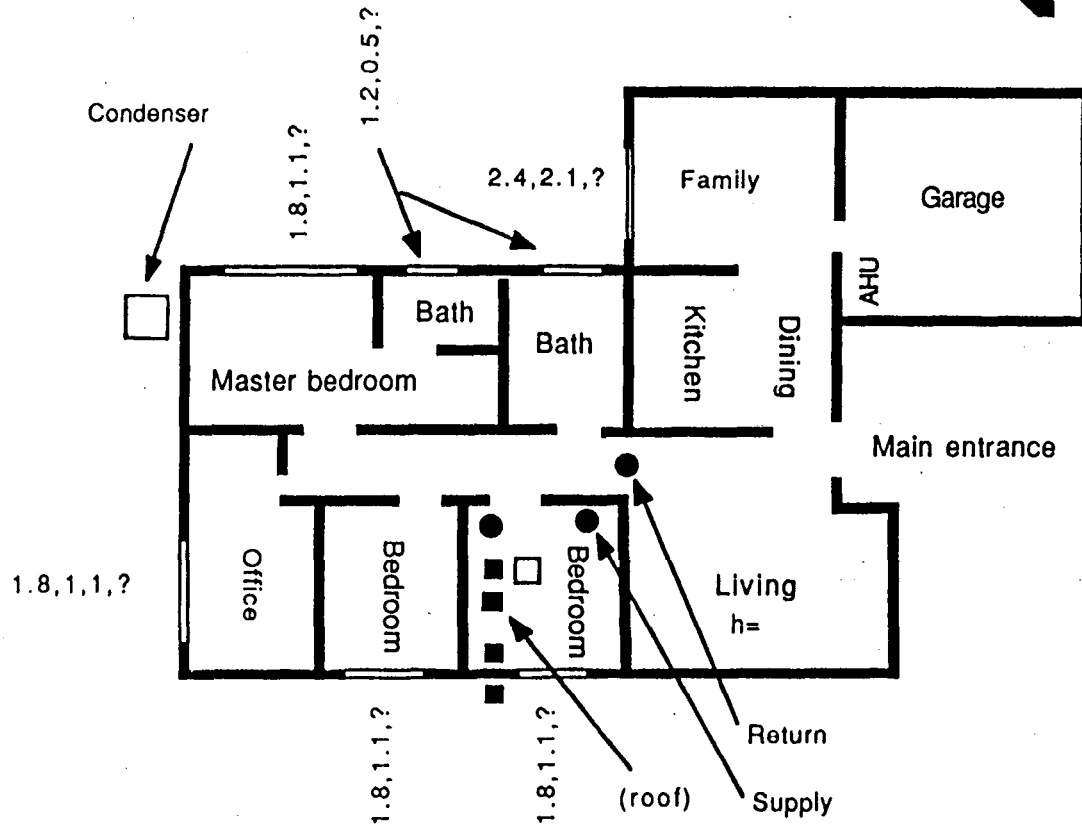 1.2,0.5,?
Condenser
1.8,1.1,?
2.4,2.1,?
Family
Garage
AHU
Bath
Bath
Kitchen
Dining
Master bedroom
Main entrance
Office
Bedroom
Bedroom
1.8,1,1,?
Living
h=
1.8,1.1,?
1.8,1.1,?
Return
(roof)
Supply